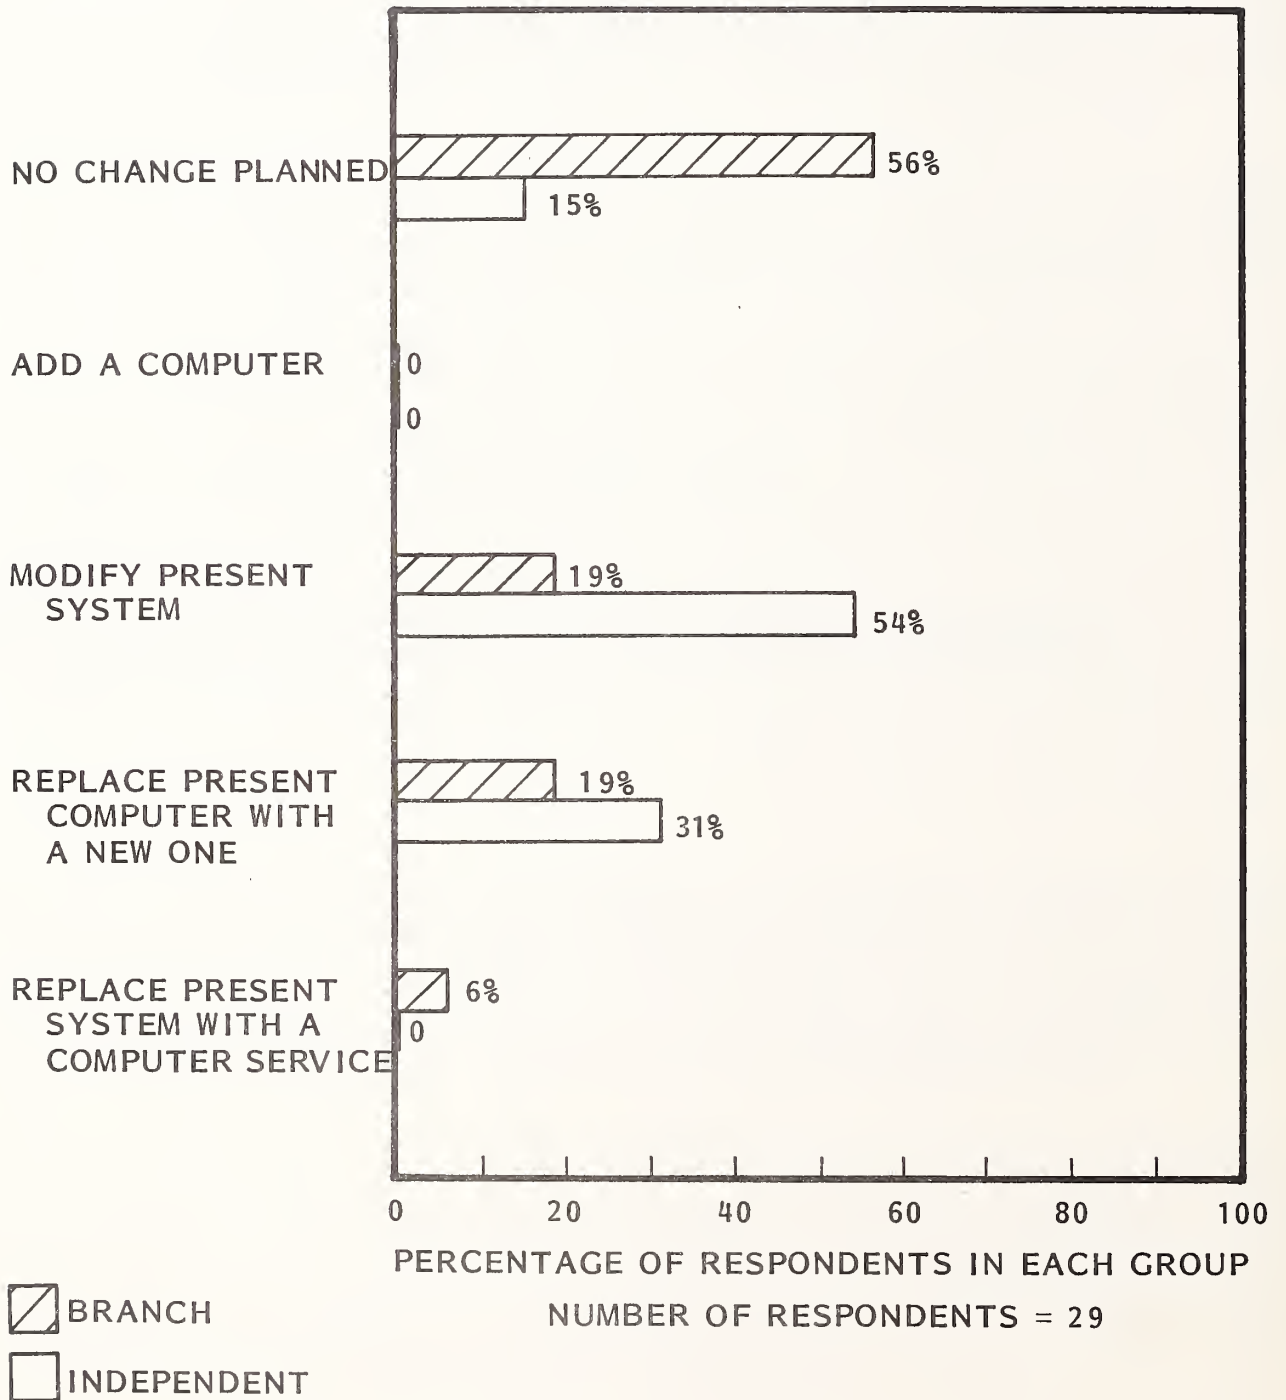 NO CHANGE PLANNED
56%
15%
ADD A COMPUTER
0
0
MODIFY PRESENT
SYSTEM
19%
54%
REPLACE PRESENT
COMPUTER WITH
A NEW ONE
19%
31%
REPLACE PRESENT
SYSTEM WITH A
COMPUTER SERVICE
6%
0
0 20 40 60 80 100
PERCENTAGE OF RESPONDENTS IN EACH GROUP
NUMBER OF RESPONDENTS = 29
BRANCH
INDEPENDENT